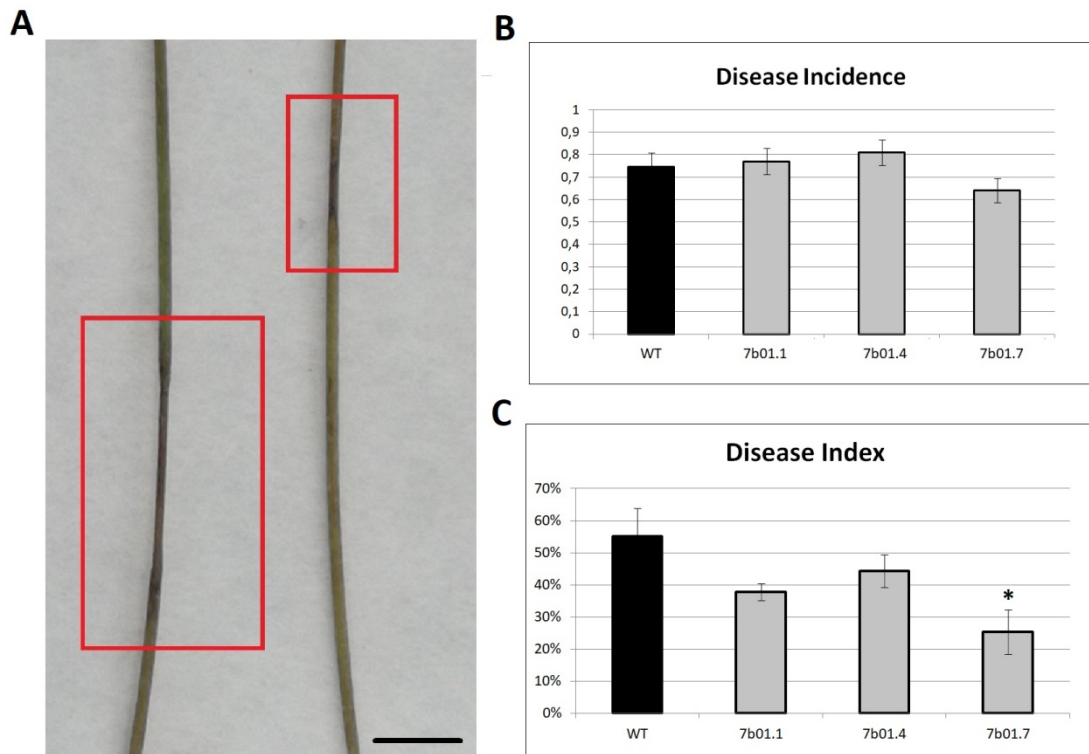 A
B
Disease Incidence
1
0,9
0,8
0,7
0,6
0,5
0,4
0,3
0,2
0,1
0
WT 7b01.1 7b01.4 7b01.7
C
Disease Index
70%
60%
50%
40%
30%
20%
10%
0%
*
WT 7b01.1 7b01.4 7b01.7